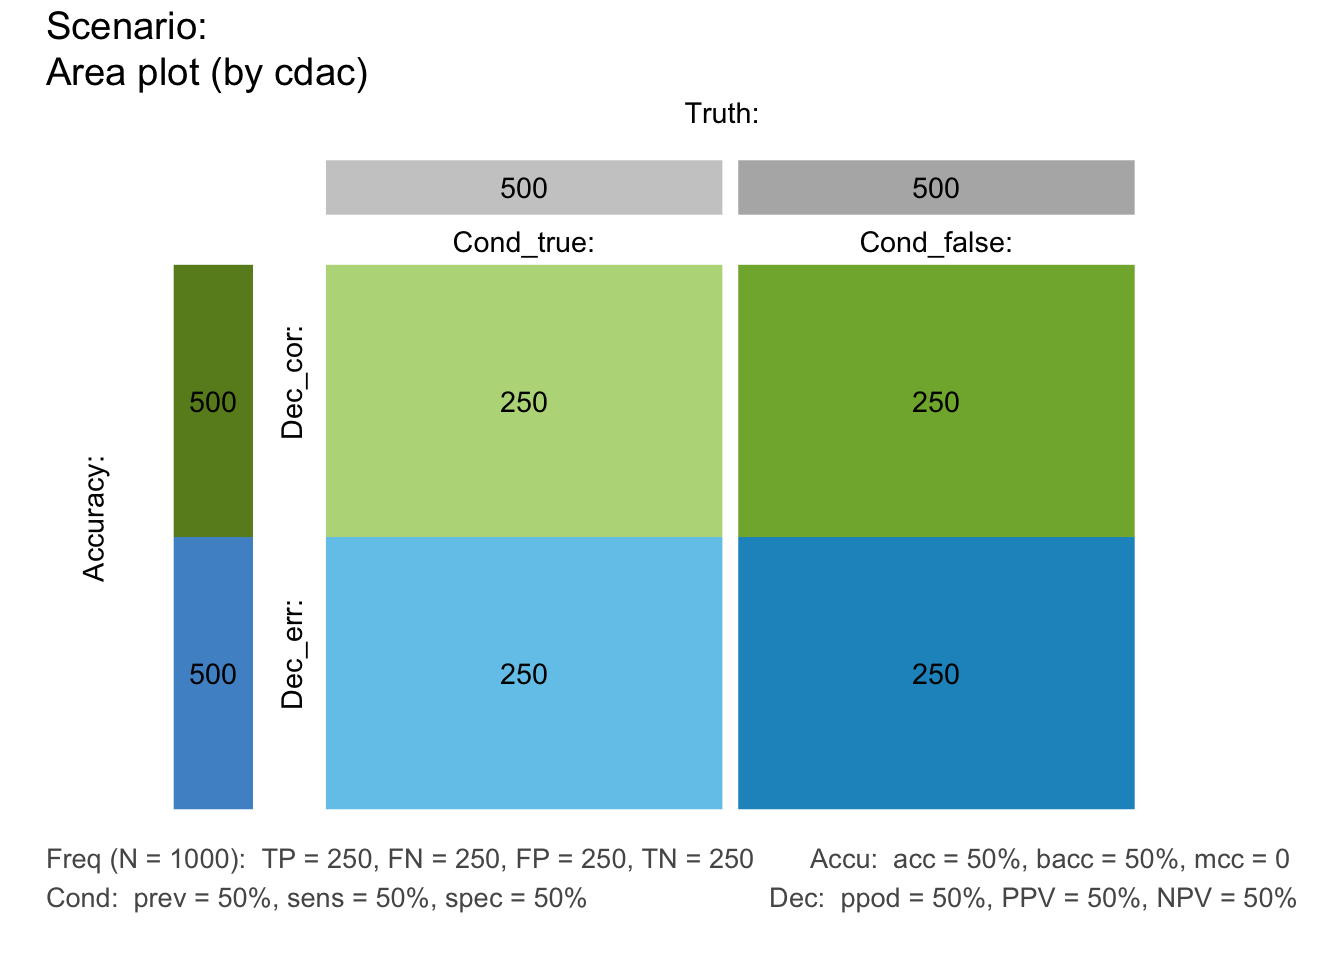 Scenario:
Area plot (by cdac)
Truth:
500
500
Cond_true:
Cond_false:
Accuracy:
500
Dec_cor:
250
250
500
Dec_err:
250
250
Freq (N = 1000):  TP = 250, FN = 250, FP = 250, TN = 250
Accu:  acc = 50%, bacc = 50%, mcc = 0
Cond:  prev = 50%, sens = 50%, spec = 50%
Dec:  ppod = 50%, PPV = 50%, NPV = 50%